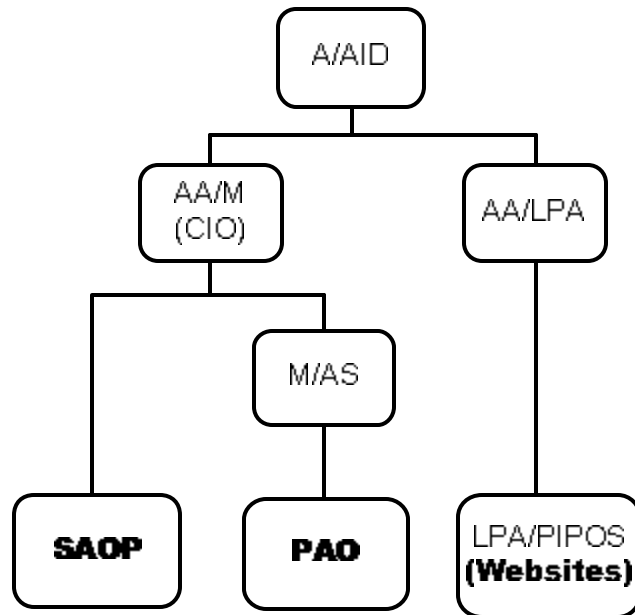 A/AID
AA/M
(CIO)
AA/LPA
M/AS
SAOP
PAO
LPA/PIPOS
(Websites)